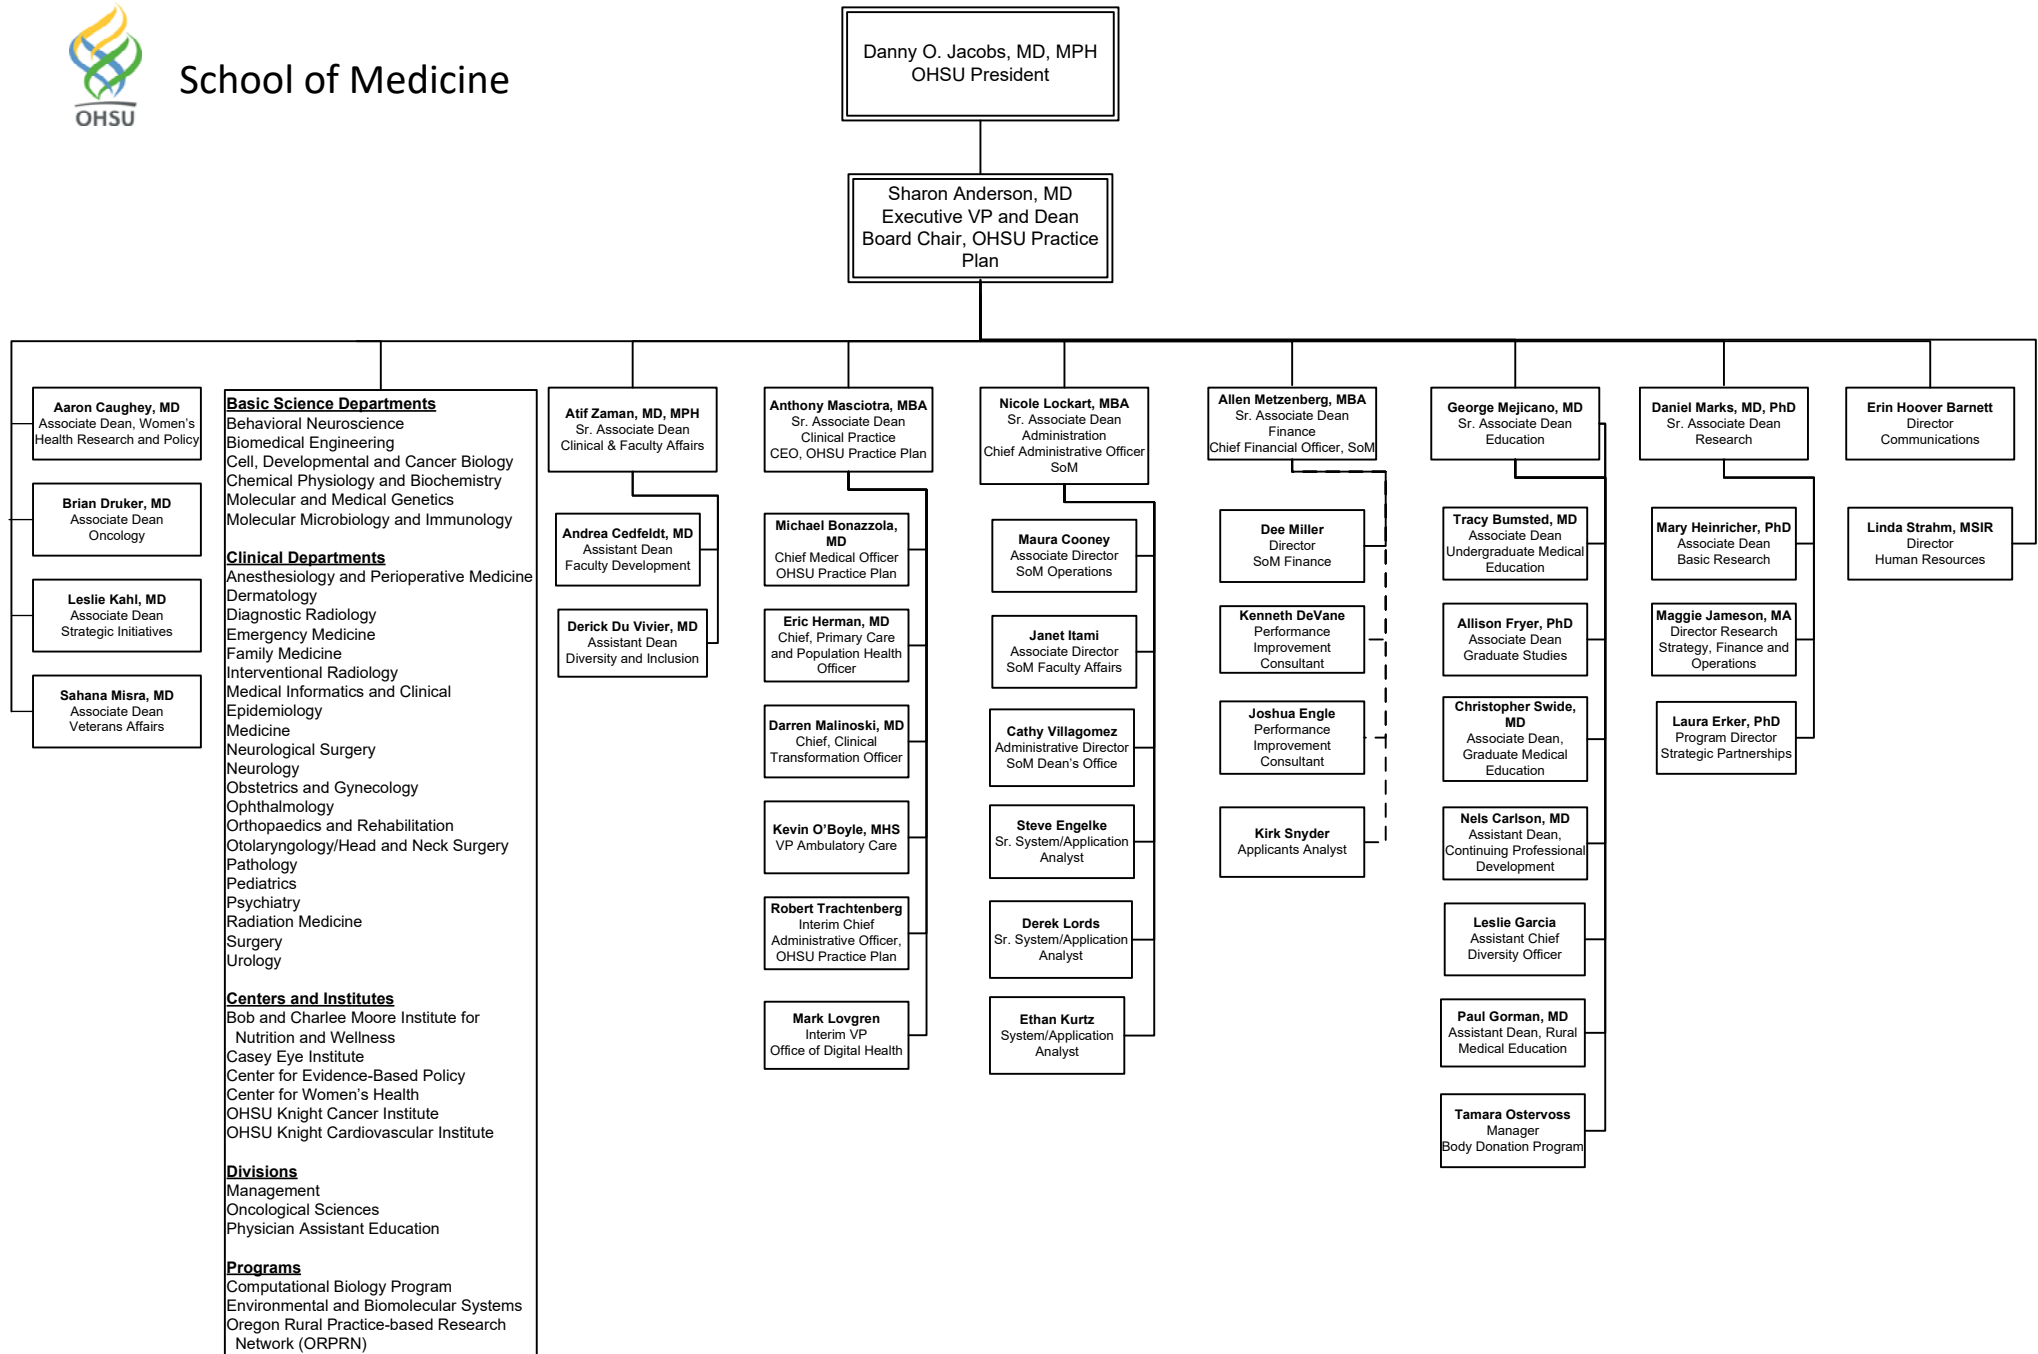 OHSU
School of Medicine
Danny O. Jacobs, MD, MPH
OHSU President
Sharon Anderson, MD
Executive VP and Dean
Board Chair, OHSU Practice
Plan
Aaron Caughey, MD
Associate Dean, Women's
Health Research and Policy
Brian Druker, MD
Associate Dean
Oncology
Leslie Kahl, MD
Associate Dean
Strategic Initiatives
Sahana Misra, MD
Associate Dean
Veterans Affairs
Basic Science Departments
Behavioral Neuroscience
Biomedical Engineering
Cell, Developmental and Cancer Biology
Chemical Physiology and Biochemistry
Molecular and Medical Genetics
Molecular Microbiology and Immunology
Clinical Departments
Anesthesiology and Perioperative Medicine
Dermatology
Diagnostic Radiology
Emergency Medicine
Family Medicine
Interventional Radiology
Medical Informatics and Clinical
Epidemiology
Medicine
Neurological Surgery
Neurology
Obstetrics and Gynecology
Ophthalmology
Orthopaedics and Rehabilitation
Otolaryngology/Head and Neck Surgery
Pathology
Pediatrics
Psychiatry
Radiation Medicine
Surgery
Urology
Centers and Institutes
Bob and Charlee Moore Institute for
Nutrition and Wellness
Casey Eye Institute
Center for Evidence-Based Policy
Center for Women's Health
OHSU Knight Cancer Institute
OHSU Knight Cardiovascular Institute
Divisions
Management
Oncological Sciences
Physician Assistant Education
Programs
Computational Biology Program
Environmental and Biomolecular Systems
Oregon Rural Practice-based Research
Network (ORPRN)
Atif Zaman, MD, MPH
Sr. Associate Dean
Clinical & Faculty Affairs
Andrea Cedfeldt, MD
Assistant Dean
Faculty Development
Derick Du Vivier, MD
Assistant Dean
Diversity and Inclusion
Anthony Masciotra, MBA
Sr. Associate Dean
Clinical Practice
CEO, OHSU Practice Plan
Michael Bonazzola,
MD
Chief Medical Officer
OHSU Practice Plan
Eric Herman, MD
Chief, Primary Care
and Population Health
Officer
Darren Malinoski, MD
Chief, Clinical
Transformation Officer
Kevin O'Boyle, MHS
VP Ambulatory Care
Robert Trachtenberg
Interim Chief
Administrative Officer,
OHSU Practice Plan
Mark Lovgren
Interim VP
Office of Digital Health
Nicole Lockart, MBA
Sr. Associate Dean
Administration
Chief Administrative Officer
SoM
Maura Cooney
Associate Director
SoM Operations
Janet Itami
Associate Director
SoM Faculty Affairs
Cathy Villagomez
Administrative Director
SoM Dean's Office
Steve Engelke
Sr. System/Application
Analyst
Derek Lords
Sr. System/Application
Analyst
Ethan Kurtz
System/Application
Analyst
Allen Metzenberg, MBA
Sr. Associate Dean
Finance
Chief Financial Officer, SoM
Dee Miller
Director
SoM Finance
Kenneth DeVane
Performance
Improvement
Consultant
Joshua Engle
Performance
Improvement
Consultant
Kirk Snyder
Applicants Analyst
George Mejicano, MD
Sr. Associate Dean
Education
Tracy Bumsted, MD
Associate Dean
Undergraduate Medical
Education
Allison Fryer, PhD
Associate Dean
Graduate Studies
Christopher Swide,
MD
Associate Dean,
Graduate Medical
Education
Nels Carlson, MD
Assistant Dean,
Continuing Professional
Development
Leslie Garcia
Assistant Chief
Diversity Officer
Paul Gorman, MD
Assistant Dean, Rural
Medical Education
Tamara Ostervoss
Manager
Body Donation Program
Daniel Marks, MD, PhD
Sr. Associate Dean
Research
Mary Heinricher, PhD
Associate Dean
Basic Research
Maggie Jameson, MA
Director Research
Strategy, Finance and
Operations
Laura Erker, PhD
Program Director
Strategic Partnerships
Erin Hoover Barnett
Director
Communications
Linda Strahm, MSIR
Director
Human Resources